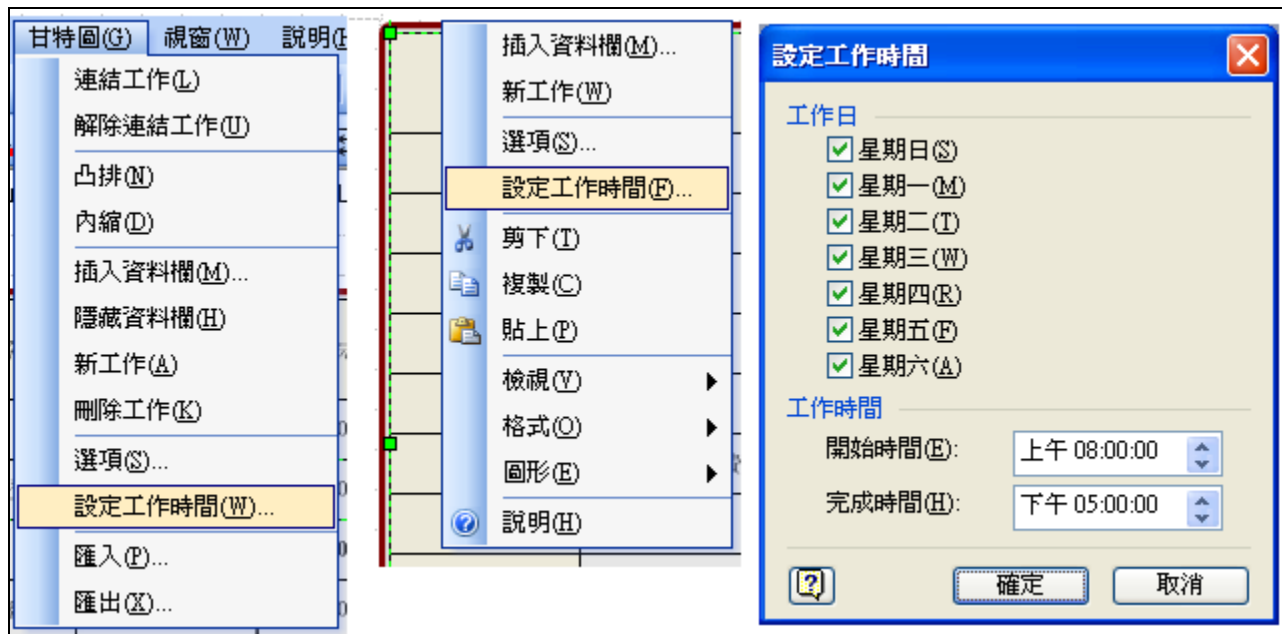 甘特圖(G) 視窗(W) 說明(H
連結工作(L)
解除連結工作(U)
凸排(N)
內縮(D)
插入資料欄(M)...
隱藏資料欄(H)
新工作(A)
刪除工作(K)
選項(S)...
設定工作時間(W)...
匯入(P)...
匯出(X)...
插入資料欄(M)...
新工作(W)
選項(S)...
設定工作時間(F)...
剪下(T)
複製(C)
貼上(P)
檢視(V)
格式(O)
圖形(E)
說明(H)
設定工作時間
工作日
星期日(S)
星期一(M)
星期二(T)
星期三(W)
星期四(R)
星期五(F)
星期六(A)
工作時間
開始時間(E): 上午 08:00:00
完成時間(H): 下午 05:00:00
確定 取消